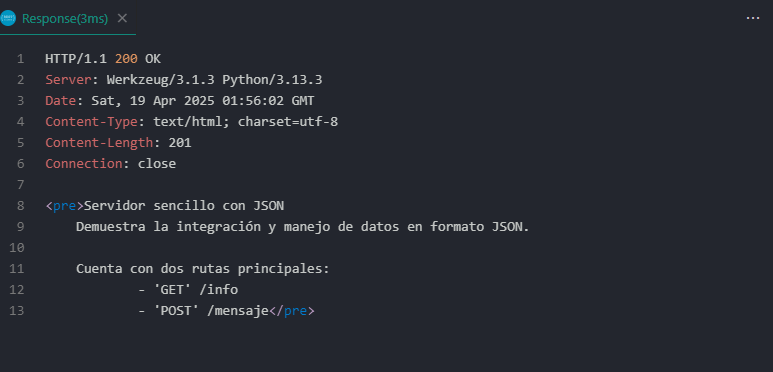 Response(3ms)
1 HTTP/1.1 200 OK
2 Server: Werkzeug/3.1.3 Python/3.13.3
3 Date: Sat, 19 Apr 2025 01:56:02 GMT
4 Content-Type: text/html; charset=utf-8
5 Content-Length: 201
6 Connection: close
7
8 <pre>Servidor sencillo con JSON
9     Demuestra la integración y manejo de datos en formato JSON.
10
11     Cuenta con dos rutas principales:
12             - 'GET' /info
13             - 'POST' /mensaje</pre>